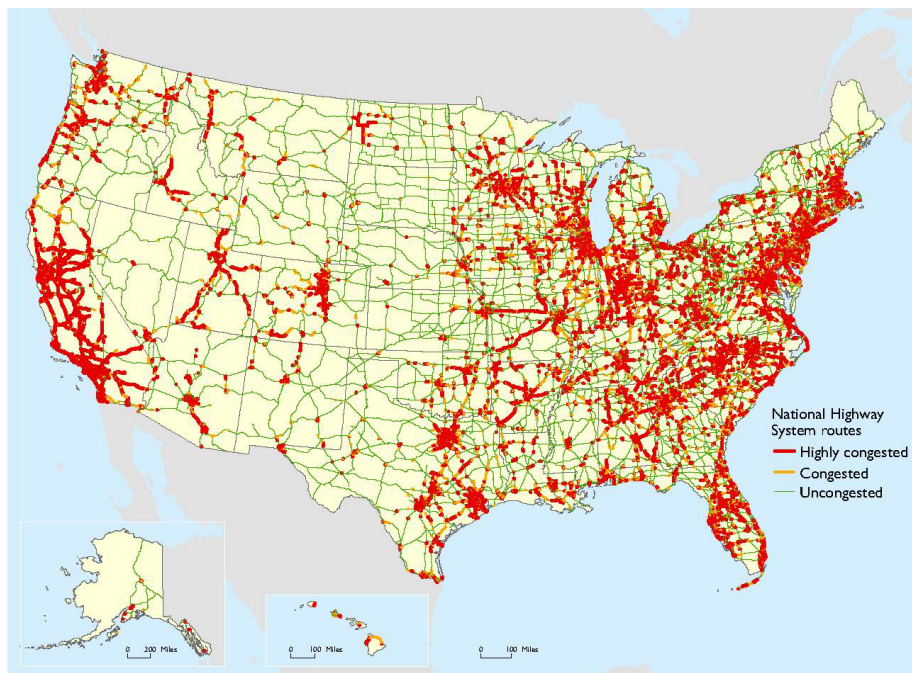 National Highway
System routes
Highly congested
Congested
Uncongested
0 200 Miles
0 100 Miles
0 100 Miles